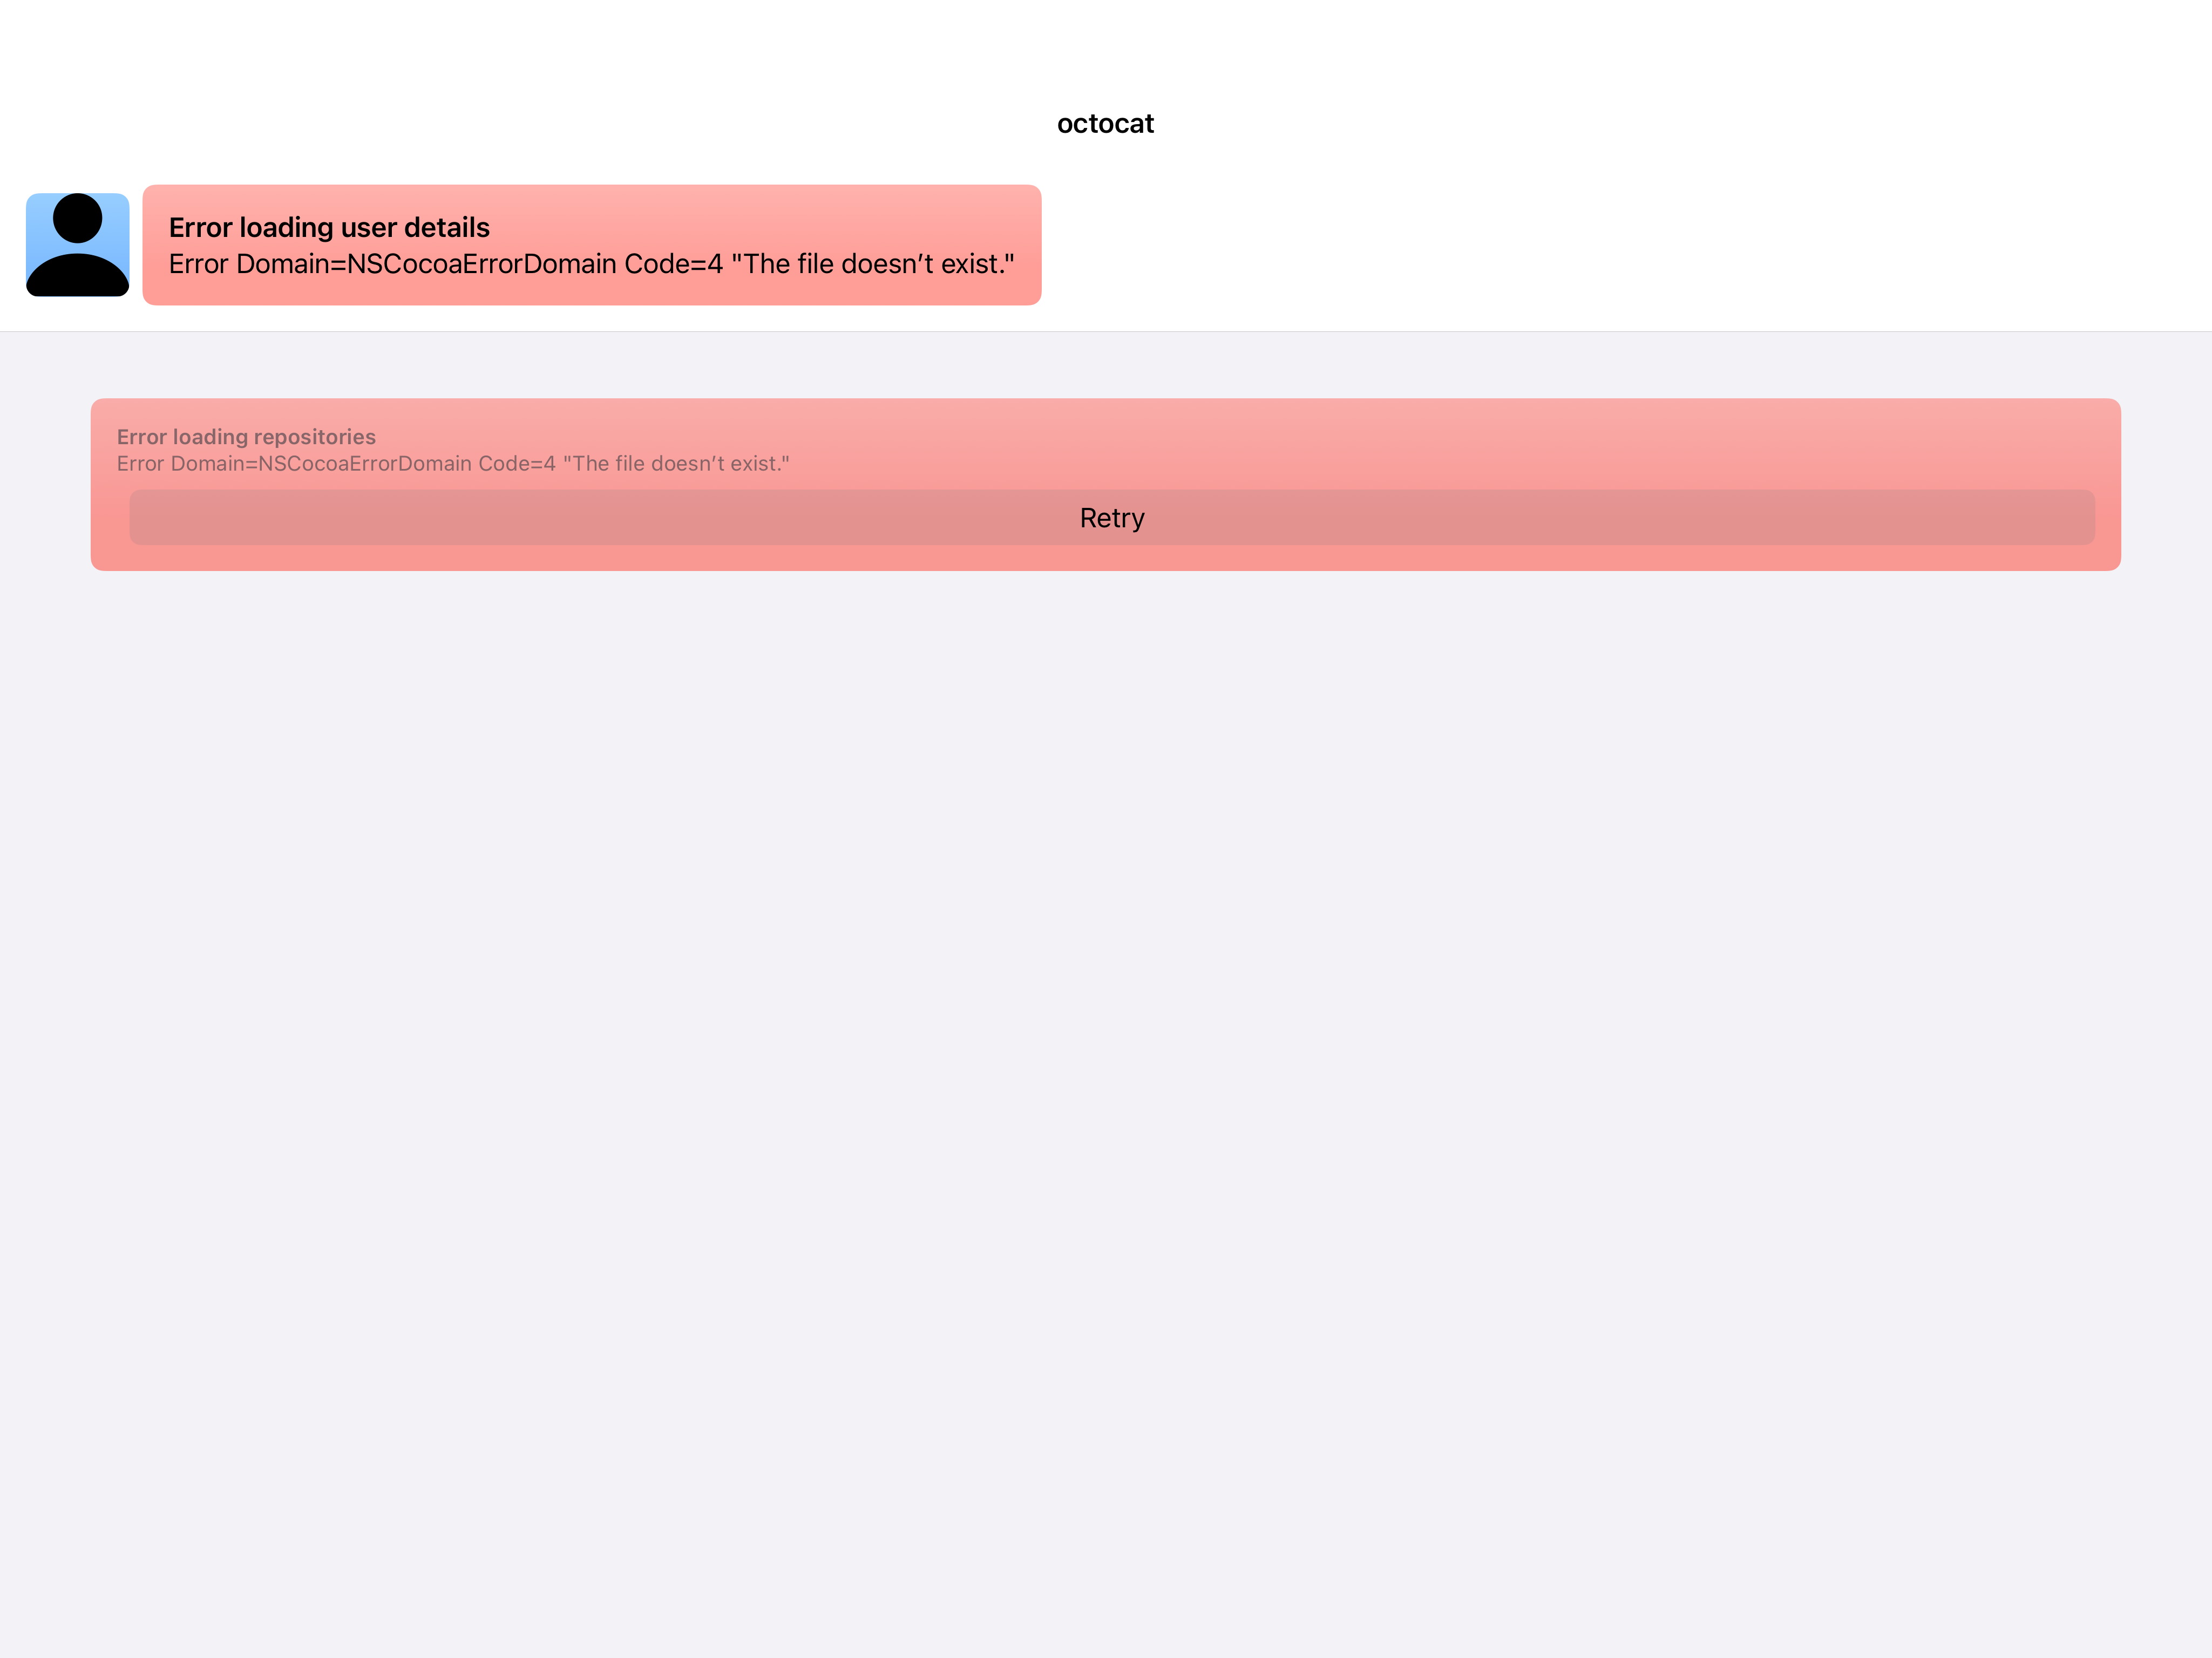 octocat
Error loading user details
Error Domain=NSCocoaErrorDomain Code=4 "The file doesn’t exist."
Error loading repositories
Error Domain=NSCocoaErrorDomain Code=4 "The file doesn’t exist."
Retry